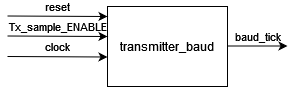 reset
Tx_sample_ENABLE
clock
transmitter_baud
baud_tick